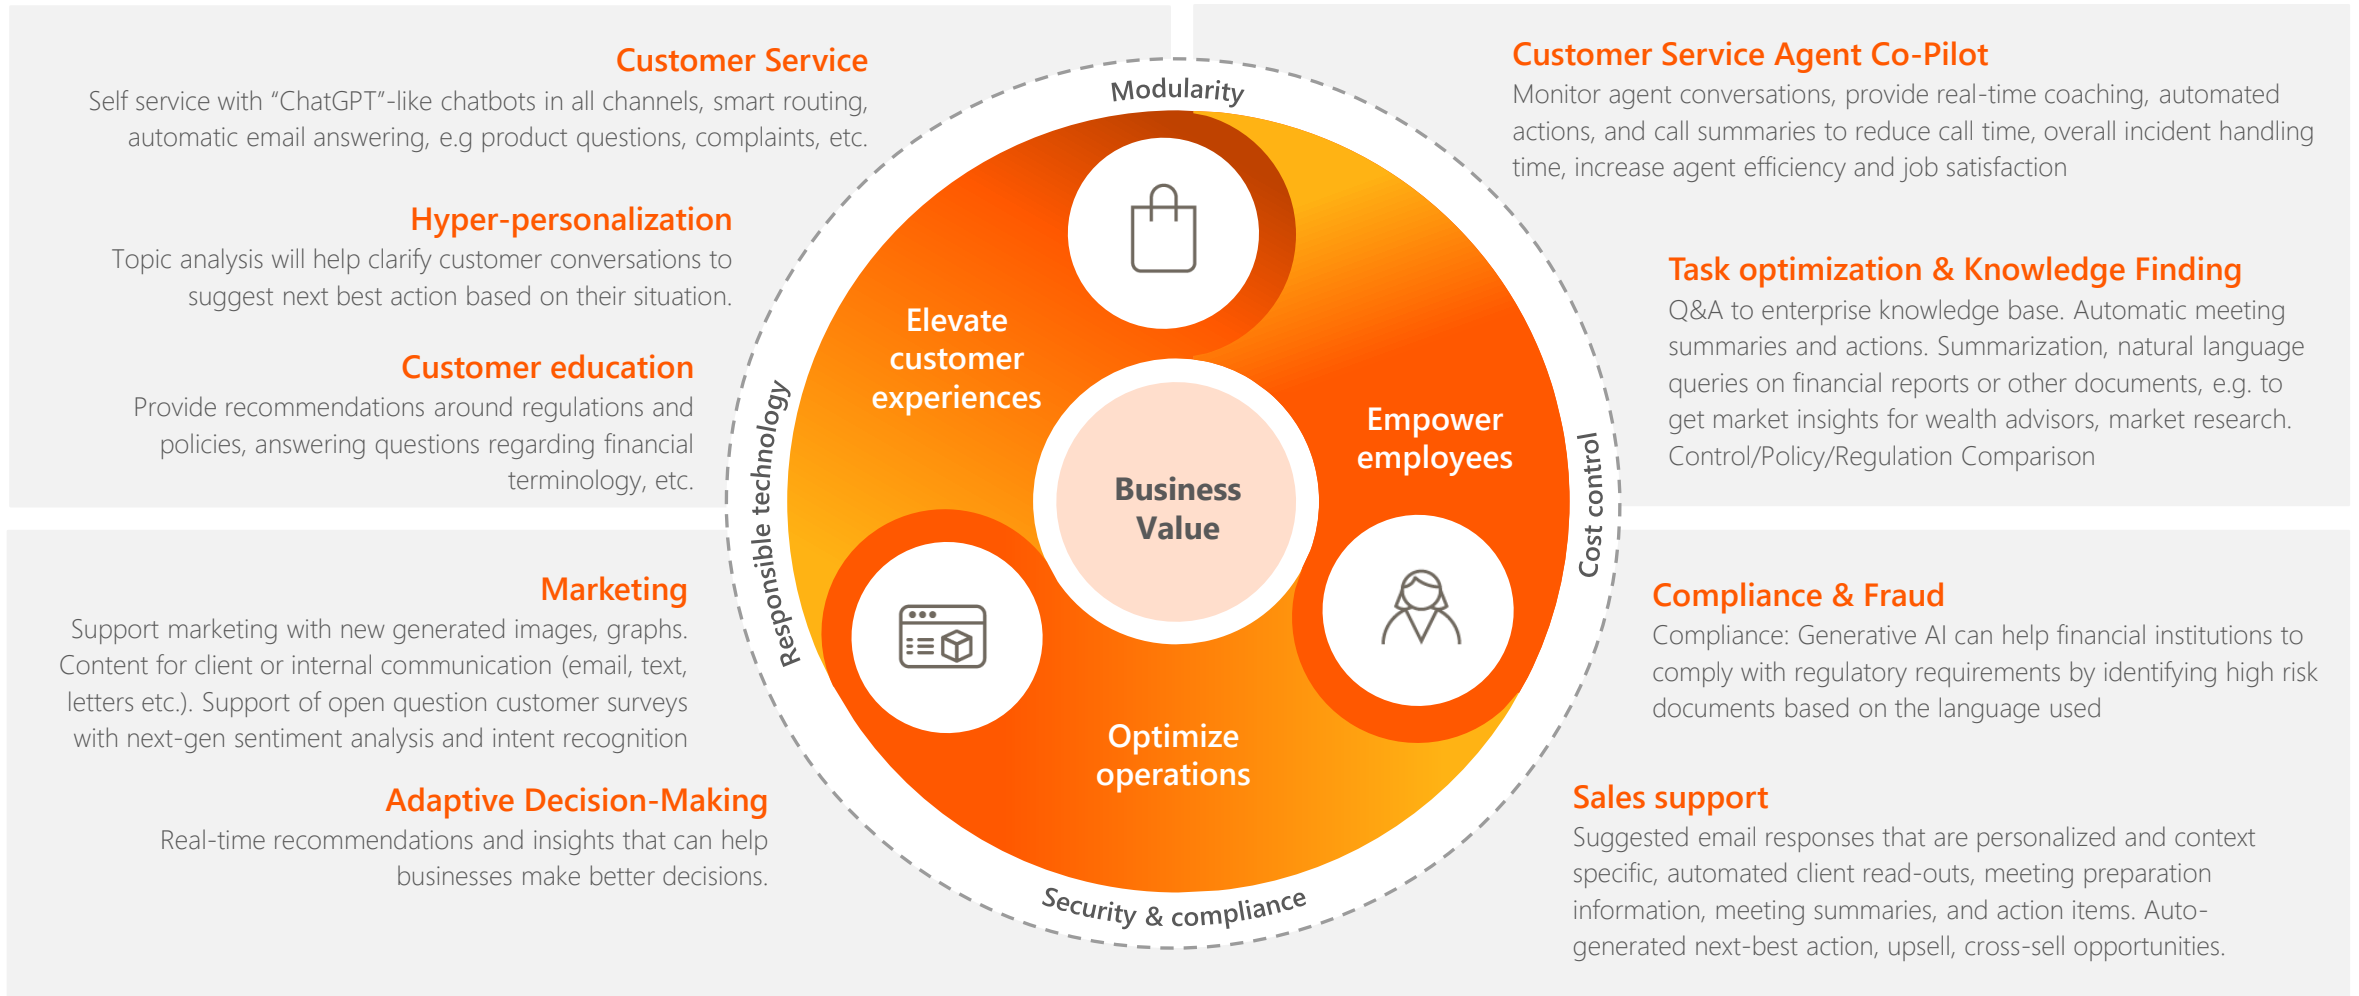 Customer Service
Self service with “ChatGPT”-like chatbots in all channels, smart routing,
automatic email answering, e.g product questions, complaints, etc.
Hyper-personalization
Topic analysis will help clarify customer conversations to
suggest next best action based on their situation.
Customer education
Provide recommendations around regulations and
policies, answering questions regarding financial
terminology, etc.
Marketing
Support marketing with new generated images, graphs.
Content for client or internal communication (email, text,
letters etc.). Support of open question customer surveys
with next-gen sentiment analysis and intent recognition
Adaptive Decision-Making
Real-time recommendations and insights that can help
businesses make better decisions.
Modularity
Responsible technology
Cost control
Security & compliance
Elevate
customer
experiences
Empower
employees
Business
Value
Optimize
operations
Customer Service Agent Co-Pilot
Monitor agent conversations, provide real-time coaching, automated
actions, and call summaries to reduce call time, overall incident handling
time, increase agent efficiency and job satisfaction
Task optimization & Knowledge Finding
Q&A to enterprise knowledge base. Automatic meeting
summaries and actions. Summarization, natural language
queries on financial reports or other documents, e.g. to
get market insights for wealth advisors, market research.
Control/Policy/Regulation Comparison
Compliance & Fraud
Compliance: Generative AI can help financial institutions to
comply with regulatory requirements by identifying high risk
documents based on the language used
Sales support
Suggested email responses that are personalized and context
specific, automated client read-outs, meeting preparation
information, meeting summaries, and action items. Auto-
generated next-best action, upsell, cross-sell opportunities.